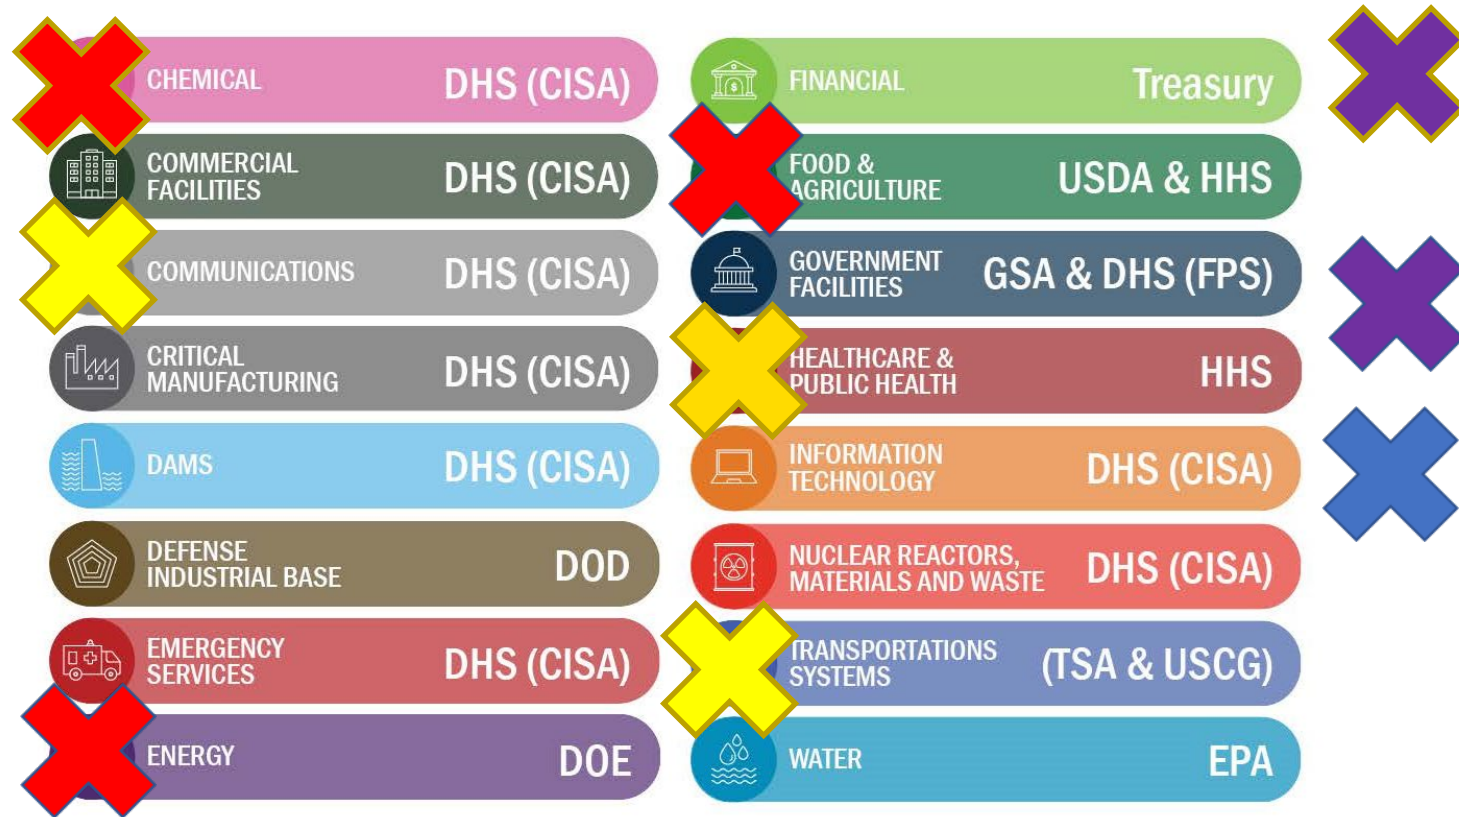 CHEMICAL DHS (CISA)
COMMERCIAL
FACILITIES DHS (CISA)
COMMUNICATIONS DHS (CISA)
CRITICAL
MANUFACTURING DHS (CISA)
DAMS DHS (CISA)
DEFENSE
INDUSTRIAL BASE DOD
EMERGENCY
SERVICES DHS (CISA)
ENERGY DOE
FINANCIAL Treasury
FOOD &
AGRICULTURE USDA & HHS
GOVERNMENT
FACILITIES GSA & DHS (FPS)
HEALTHCARE &
PUBLIC HEALTH HHS
INFORMATION
TECHNOLOGY DHS (CISA)
NUCLEAR REACTORS,
MATERIALS AND WASTE DHS (CISA)
TRANSPORTATIONS
SYSTEMS (TSA & USCG)
WATER EPA